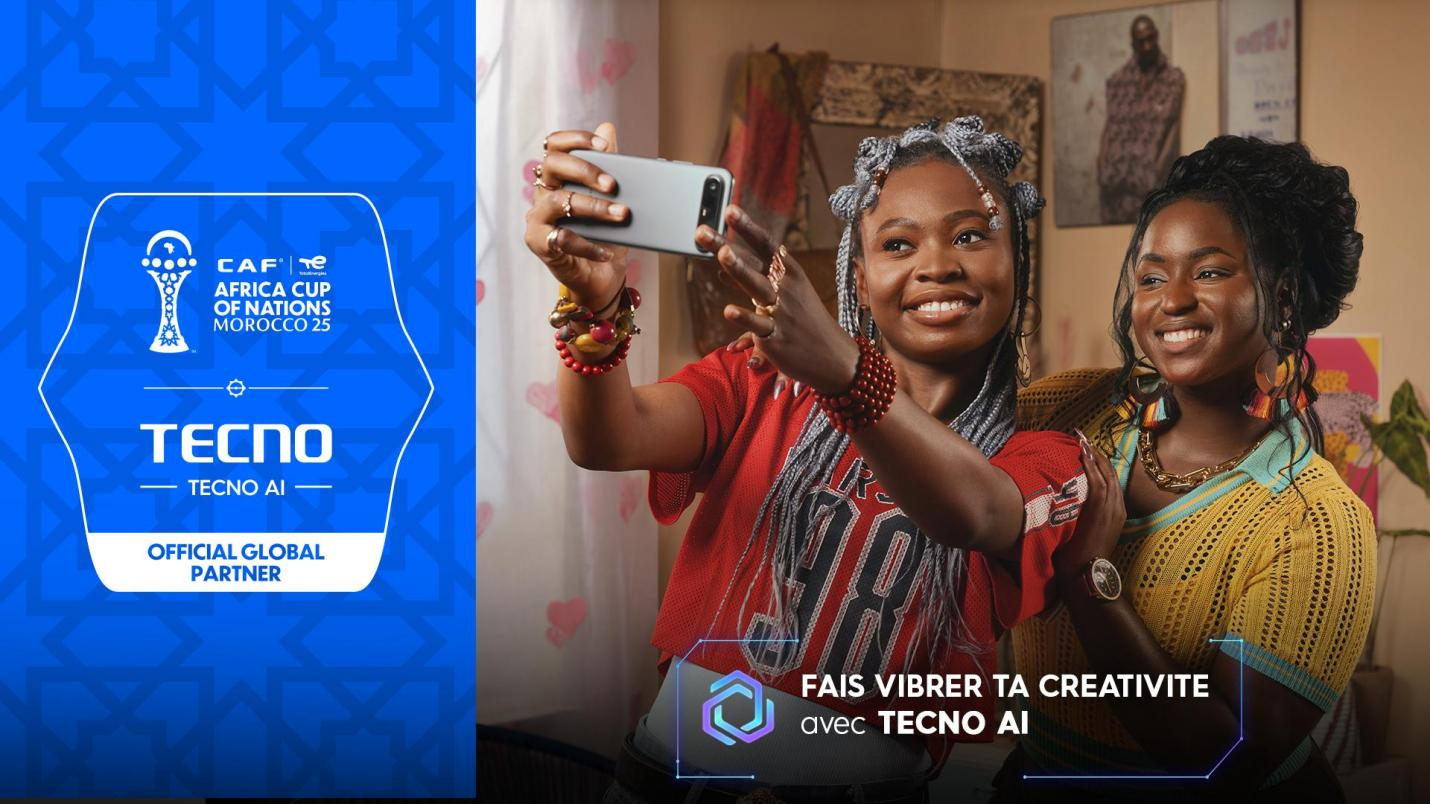 CAF
TotalEnergies
AFRICA CUP
OF NATIONS
MOROCCO 25
TECNO
TECNO AI
OFFICIAL GLOBAL
PARTNER
98
FAIS VIBRER TA CREATIVITE
avec TECNO AI